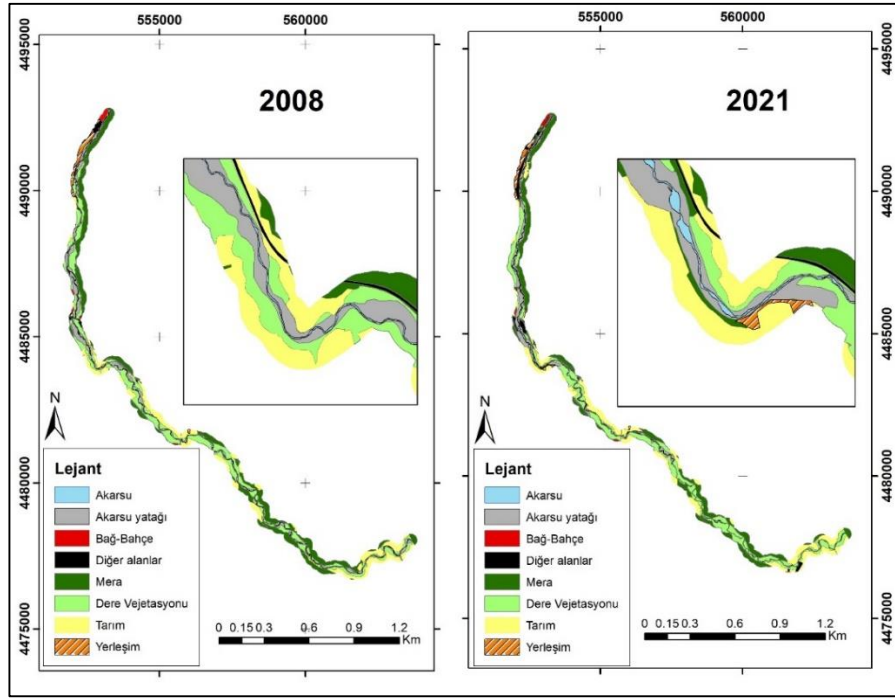 555000 560000
4495000
4490000
4485000
4480000
4475000
2008
N
Lejant
Akarsu
Akarsu yatağı
Bağ-Bahçe
Diğer alanlar
Mera
Dere Vejetasyonu
Tarım
Yerleşim
0 0.15 0.3 0.6 0.9 1.2
Km
555000 560000
4495000
4490000
4485000
4480000
4475000
2021
N
Lejant
Akarsu
Akarsu yatağı
Bağ-Bahçe
Diğer alanlar
Mera
Dere Vejetasyonu
Tarım
Yerleşim
0 0.15 0.3 0.6 0.9 1.2
Km